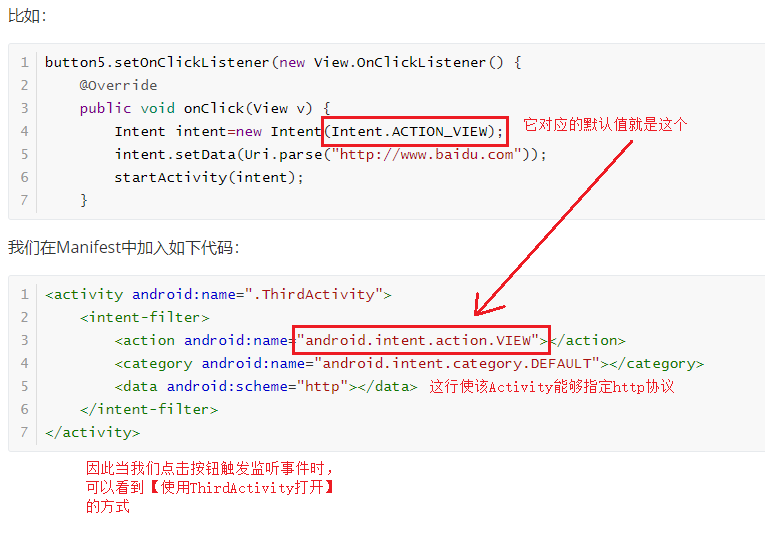 比如：
1 button5.setOnClickListener(new View.OnClickListener() {
2 @Override
3 public void onClick(View v) {
4 Intent intent=new Intent(Intent.ACTION_VIEW);
它对应的默认值就是这个
5 intent.setData(Uri.parse("http://www.baidu.com"));
6 startActivity(intent);
7 }
我们在Manifest中加入如下代码：
1 <activity android:name=".ThirdActivity">
2 <intent-filter>
3 <action android:name="android.intent.action.VIEW"></action>
4 <category android:name="android.intent.category.DEFAULT"></category>
5 <data android:scheme="http"></data> 这行使该Activity能够指定http协议
6 </intent-filter>
7 </activity>
因此当我们点击按钮触发监听事件时，
可以看到【使用ThirdActivity打开】
的方式